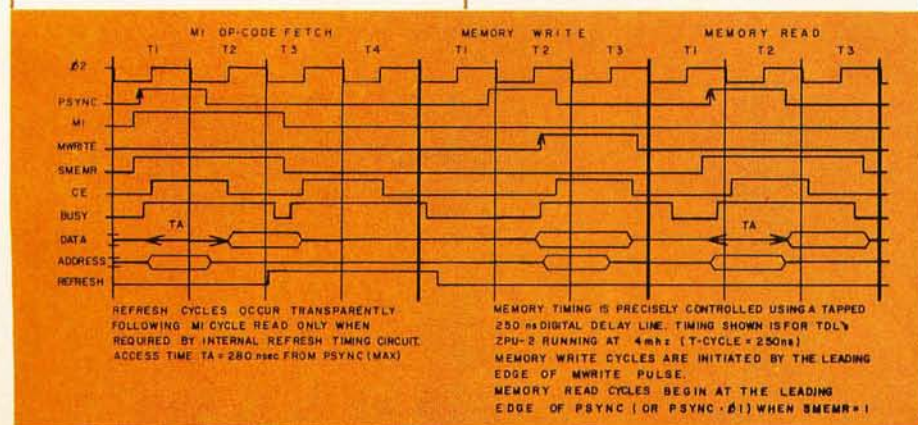 MI OP-CODE FETCH MEMORY WRITE MEMORY READ
T1 T2 T3 T4 T1 T2 T3 T1 T2 T3
ø2
PSYNC
MI
MWRITE
SMEMR
CE
BUSY
TA TA
DATA
ADDRESS
REFRESH
REFRESH CYCLES OCCUR TRANSPARENTLY
FOLLOWING MI CYCLE READ ONLY WHEN
REQUIRED BY INTERNAL REFRESH TIMING CIRCUIT.
ACCESS TIME TA = 280 nsec FROM PSYNC (MAX)
MEMORY TIMING IS PRECISELY CONTROLLED USING A TAPPED
250 ns DIGITAL DELAY LINE. TIMING SHOWN IS FOR TDL's
ZPU-2 RUNNING AT 4mhz (T-CYCLE = 250ns)
MEMORY WRITE CYCLES ARE INITIATED BY THE LEADING
EDGE OF MWRITE PULSE.
MEMORY READ CYCLES BEGIN AT THE LEADING
EDGE OF PSYNC (OR PSYNC · ø1) WHEN SMEMR = 1